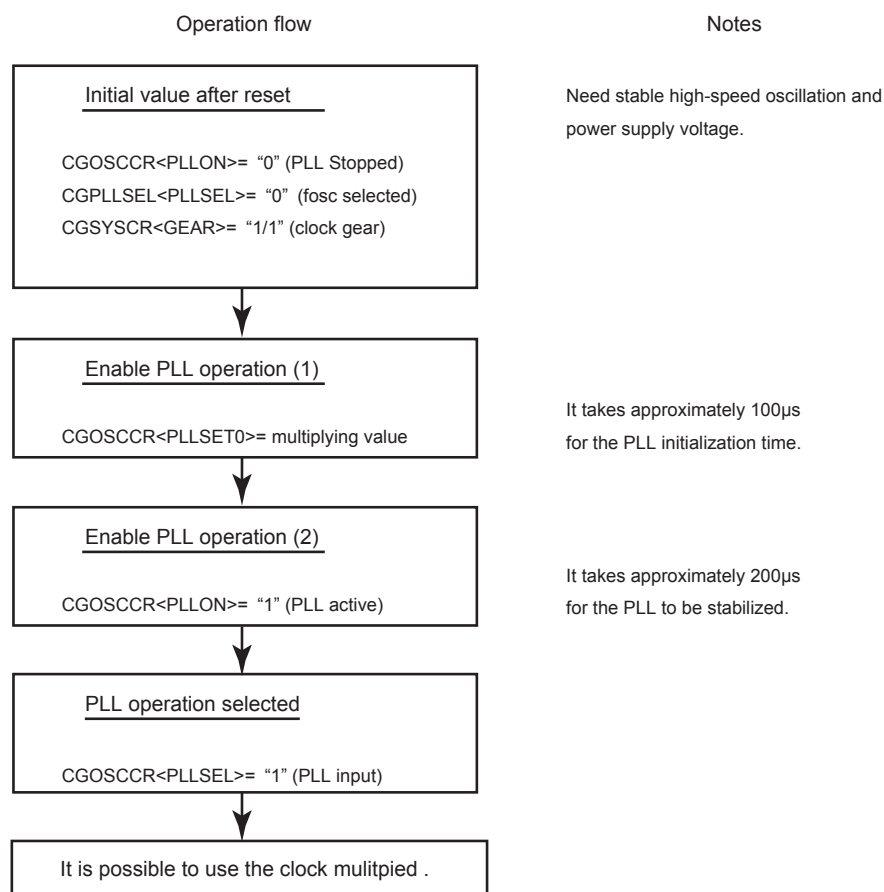 Operation flow
Notes
Initial value after reset
CGOSCCR<PLLON>= “0” (PLL Stopped)
CGPLLSEL<PLLSEL>= “0” (fosc selected)
CGSYSCR<GEAR>= “1/1” (clock gear)
Need stable high-speed oscillation and
power supply voltage.
Enable PLL operation (1)
CGOSCCR<PLLSET0>= multiplying value
It takes approximately 100µs
for the PLL initialization time.
Enable PLL operation (2)
CGOSCCR<PLLON>= “1” (PLL active)
It takes approximately 200µs
for the PLL to be stabilized.
PLL operation selected
CGOSCCR<PLLSEL>= “1” (PLL input)
It is possible to use the clock mulitpied .